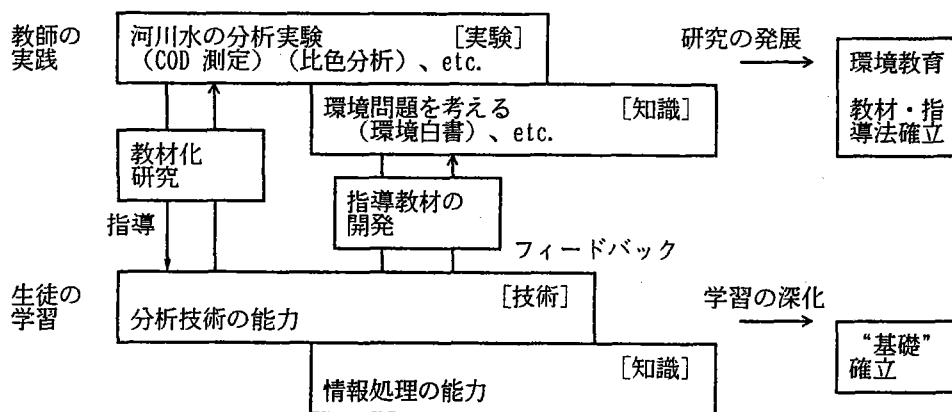 教師の
実践
河川水の分析実験 [実験]
(COD 測定)(比色分析)、etc.
環境問題を考える [知識]
(環境白書)、etc.
研究の発展
環境教育
教材・指
導法確立
教材化
研究
指導教材の
開発
指導
フィードバック
生徒の
学習
[技術]
分析技術の能力
[知識]
情報処理の能力
学習の深化
“基礎”
確立